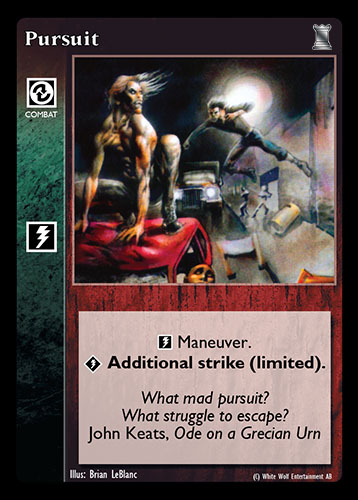 Pursuit
COMBAT
Maneuver.
Additional strike (limited).
What mad pursuit?
What struggle to escape?
John Keats, Ode on a Grecian Urn
Illus: Brian LeBlanc
(C) White Wolf Entertainment AB